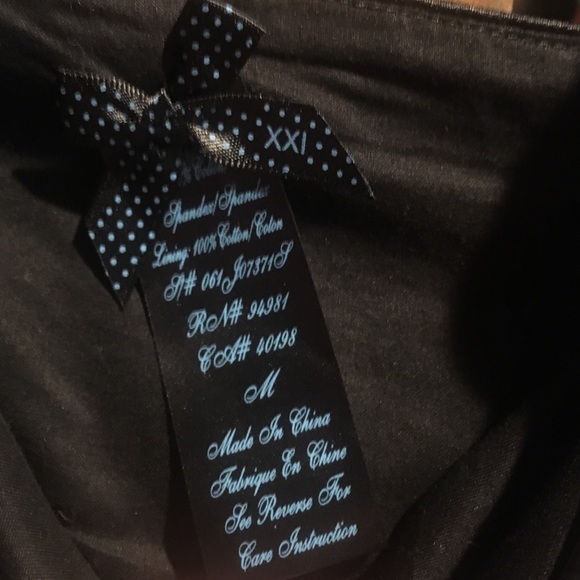 XXI
Spandex/Spandex
Lining: 100% Cotton/Coton
S# 061J07371S
RN# 94981
CA# 40198
M
Made In China
Fabrique En Chine
See Reverse For
Care Instruction